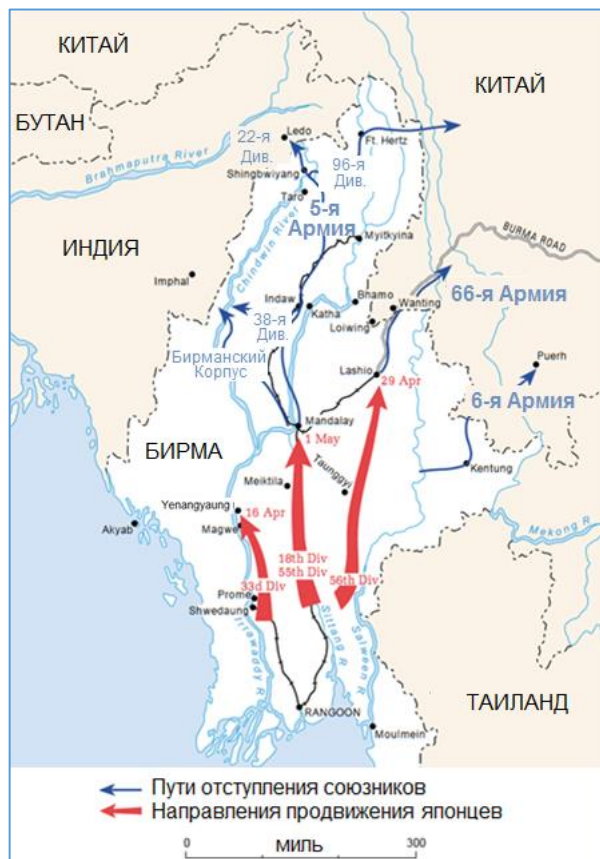 КИТАЙ
КИТАЙ
БУТАН
22-я
Див.
Ledo
Ft. Hertz
96-я
Див.
Shingbwiyang
Brahmaputra River
Taro
5-я
Армия
Myitkyina
BURMA ROAD
ИНДИЯ
Chindwin River
Imphal
66-я Армия
Indaw
Katha
Bhamo
Wanting
38-я
Див.
Loiwing
Бирманский
Корпус
Puerh
Lashio
29 Apr
6-я Армия
Mandalay
1 May
БИРМА
Taunggyi
Kentung
Meiktila
Yenangyaung
16 Apr
Akyab
Magwe
Mekong R
18th Div
55th Div
56th Div
33d Div
Prome
Shwedaung
Irrawaddy R
Sittang R
Salween R
ТАИЛАНД
RANGOON
Moulmein
Пути отступления союзников
Направления продвижения японцев
0
МИЛЬ
300